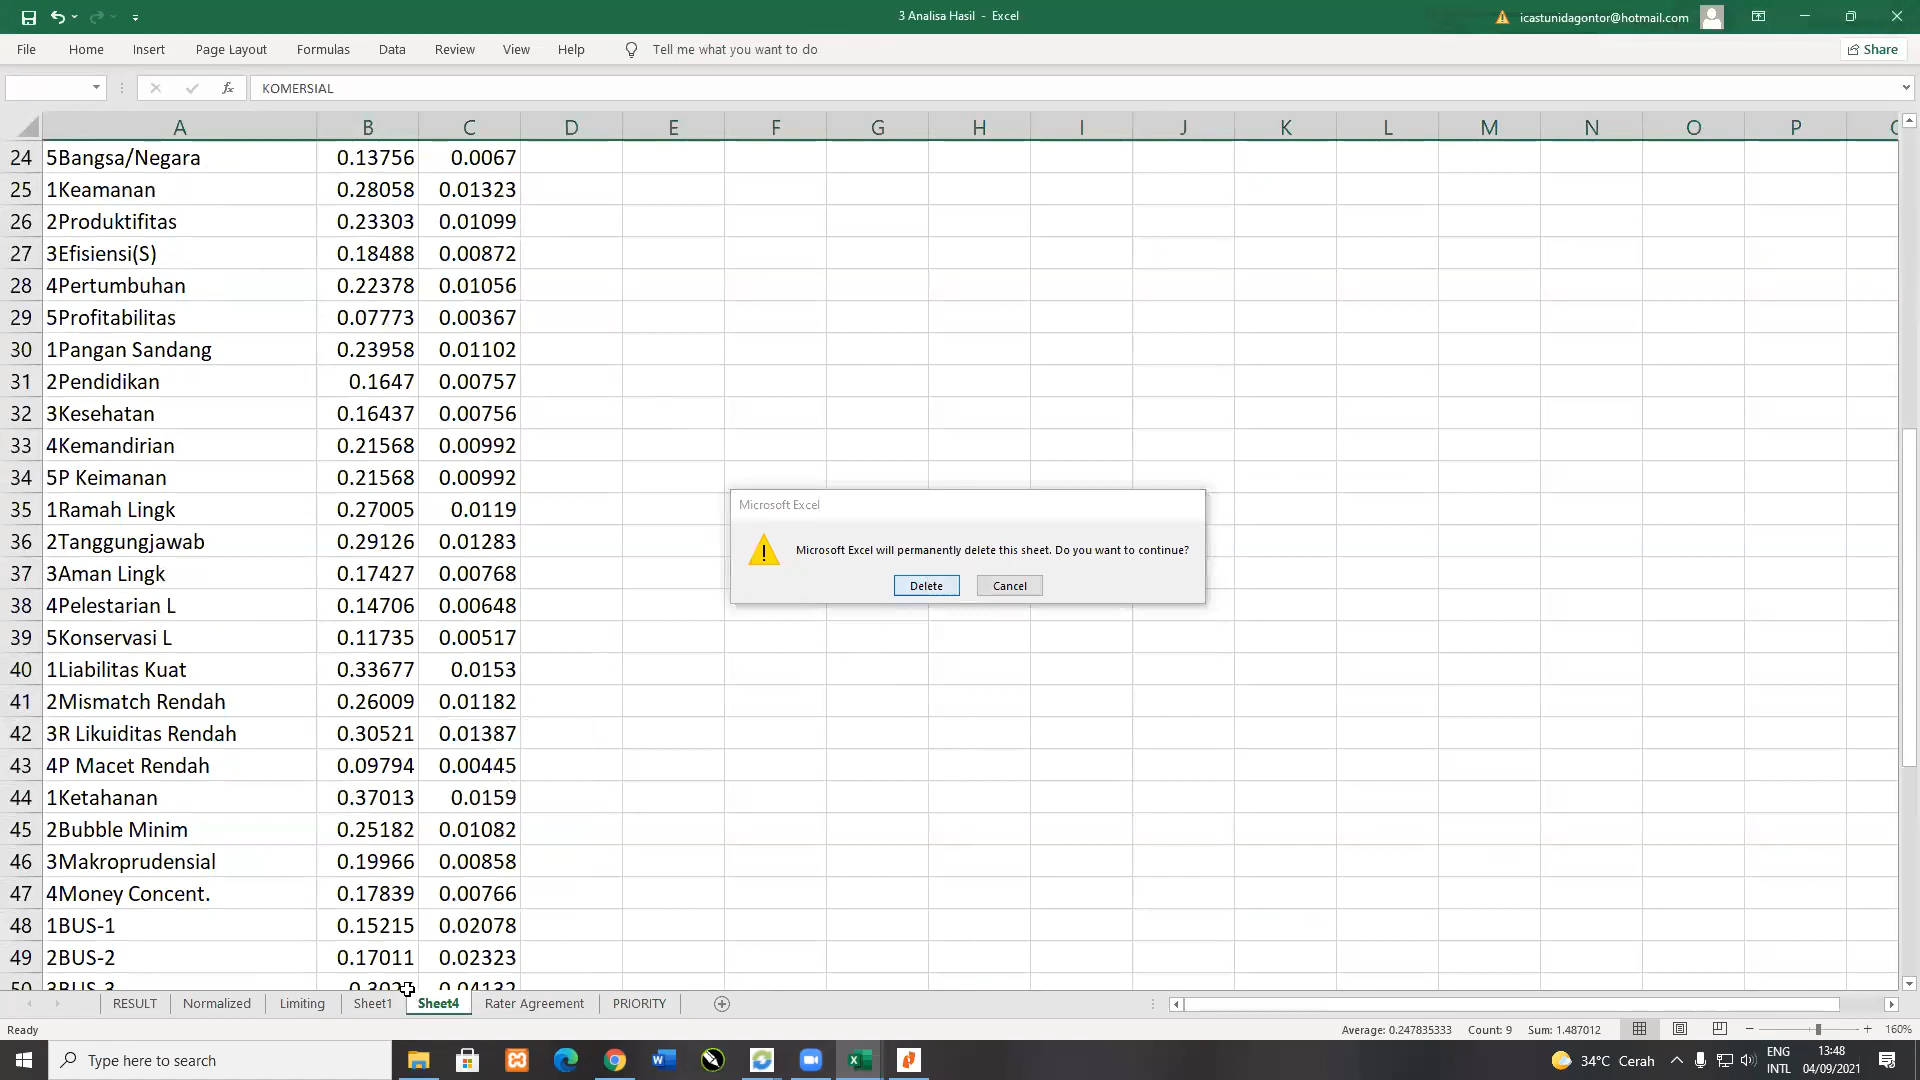 3 Analisa Hasil - Excel
icastunidagontor@hotmail.com
File Home Insert Page Layout Formulas Data Review View Help Tell me what you want to do Share
fx KOMERSIAL
A B C D E F G H I J K L M N O P
24 5Bangsa/Negara 0.13756 0.0067
25 1Keamanan 0.28058 0.01323
26 2Produktifitas 0.23303 0.01099
27 3Efisiensi(S) 0.18488 0.00872
28 4Pertumbuhan 0.22378 0.01056
29 5Profitabilitas 0.07773 0.00367
30 1Pangan Sandang 0.23958 0.01102
31 2Pendidikan 0.1647 0.00757
32 3Kesehatan 0.16437 0.00756
33 4Kemandirian 0.21568 0.00992
34 5P Keimanan 0.21568 0.00992
35 1Ramah Lingk 0.27005 0.0119
36 2Tanggungjawab 0.29126 0.01283
37 3Aman Lingk 0.17427 0.00768
38 4Pelestarian L 0.14706 0.00648
39 5Konservasi L 0.11735 0.00517
40 1Liabilitas Kuat 0.33677 0.0153
41 2Mismatch Rendah 0.26009 0.01182
42 3R Likuiditas Rendah 0.30521 0.01387
43 4P Macet Rendah 0.09794 0.00445
44 1Ketahanan 0.37013 0.0159
45 2Bubble Minim 0.25182 0.01082
46 3Makroprudensial 0.19966 0.00858
47 4Money Concent. 0.17839 0.00766
48 1BUS-1 0.15215 0.02078
49 2BUS-2 0.17011 0.02323
50 3BUS-3 0.04132
Microsoft Excel
Microsoft Excel will permanently delete this sheet. Do you want to continue?
Delete Cancel
RESULT Normalized Limiting Sheet1 Sheet4 Rater Agreement PRIORITY
Ready Average: 0.247835333 Count: 9 Sum: 1.487012 160%
Type here to search 34°C Cerah ENG 13:48
INTL 04/09/2021